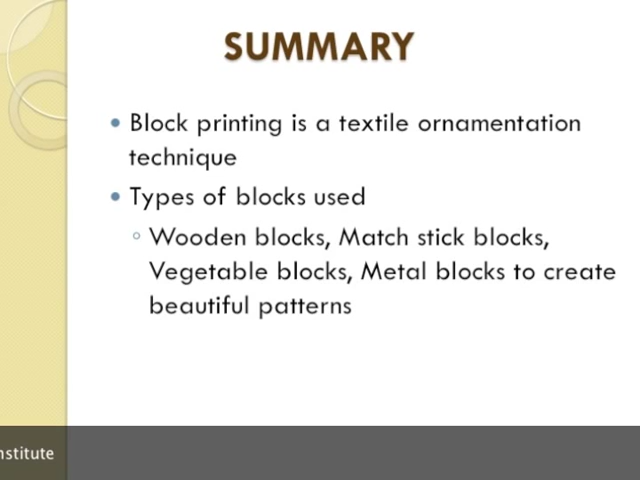 SUMMARY
Block printing is a textile ornamentation
technique
Types of blocks used
Wooden blocks, Match stick blocks,
Vegetable blocks, Metal blocks to create
beautiful patterns
nstitute